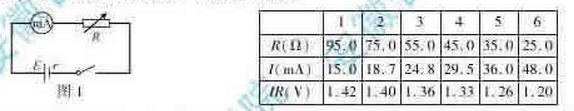 mA
R
E r
图 1
1 2 3 4 5 6
R(Ω) 95.0 75.0 55.0 45.0 35.0 25.0
I(mA) 15.0 18.7 24.8 29.5 36.0 48.0
IR(V) 1.42 1.40 1.36 1.33 1.26 1.20